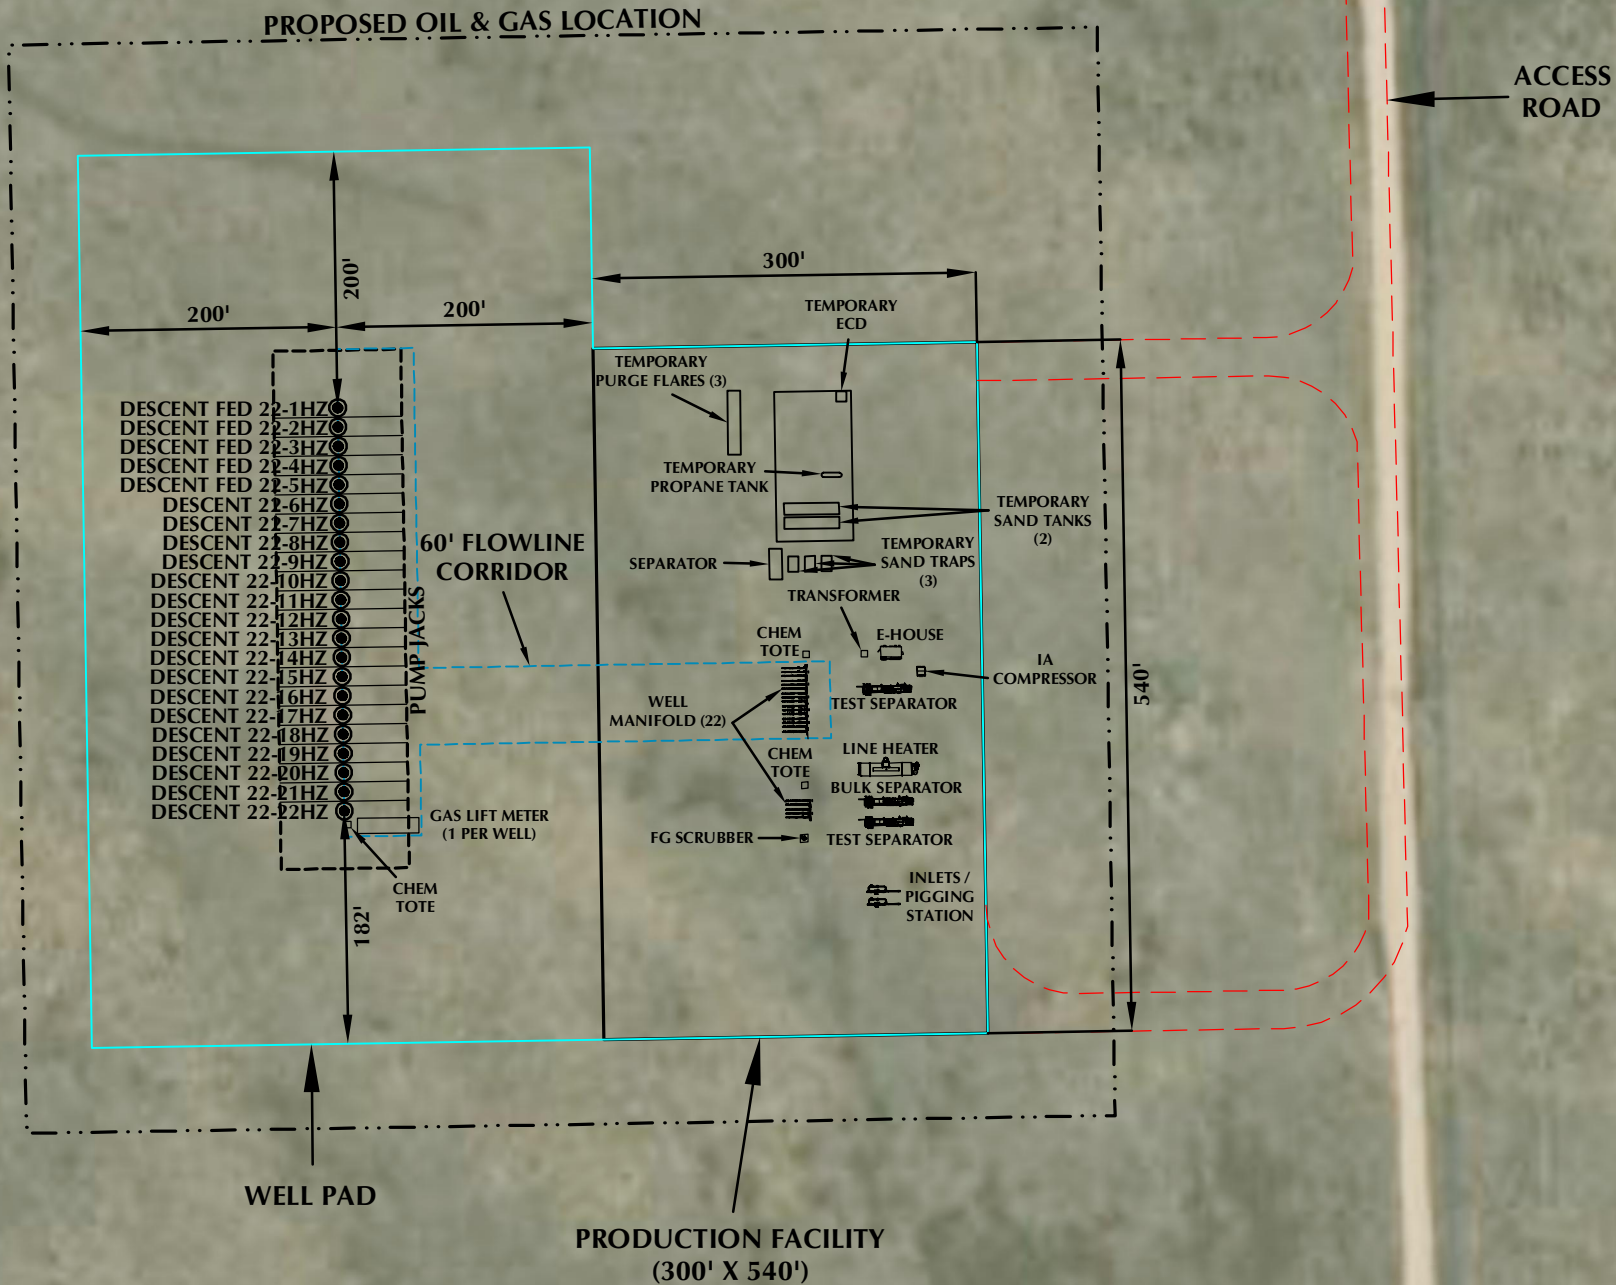 PROPOSED OIL & GAS LOCATION
ACCESS
ROAD
200'
200'
200'
300'
TEMPORARY
ECD
TEMPORARY
PURGE FLARES (3)
TEMPORARY
PROPANE TANK
TEMPORARY
SAND TANKS
(2)
SEPARATOR
TEMPORARY
SAND TRAPS
(3)
TRANSFORMER
CHEM
TOTE
E-HOUSE
IA
COMPRESSOR
TEST SEPARATOR
WELL
MANIFOLD (22)
CHEM
TOTE
LINE HEATER
BULK SEPARATOR
FG SCRUBBER
TEST SEPARATOR
INLETS /
PIGGING
STATION
540'
DESCENT FED 22-1HZ
DESCENT FED 22-2HZ
DESCENT FED 22-3HZ
DESCENT FED 22-4HZ
DESCENT FED 22-5HZ
DESCENT 22-6HZ
DESCENT 22-7HZ
DESCENT 22-8HZ
DESCENT 22-9HZ
DESCENT 22-10HZ
DESCENT 22-11HZ
DESCENT 22-12HZ
DESCENT 22-13HZ
DESCENT 22-14HZ
DESCENT 22-15HZ
DESCENT 22-16HZ
DESCENT 22-17HZ
DESCENT 22-18HZ
DESCENT 22-19HZ
DESCENT 22-20HZ
DESCENT 22-21HZ
DESCENT 22-22HZ
PUMP JACKS
60' FLOWLINE
CORRIDOR
GAS LIFT METER
(1 PER WELL)
CHEM
TOTE
182'
WELL PAD
PRODUCTION FACILITY
(300' X 540')